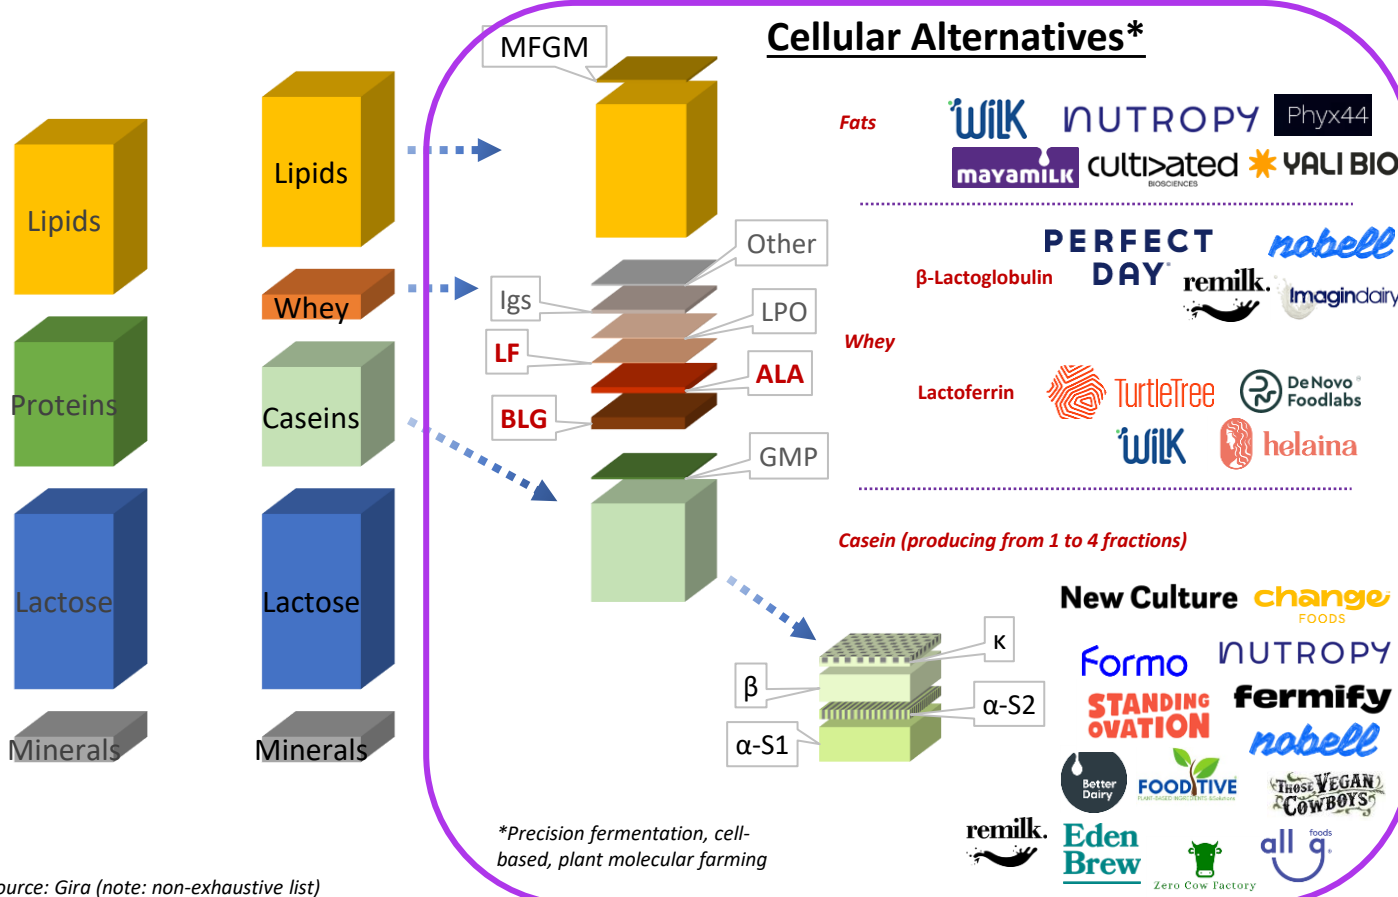 Cellular Alternatives*
MFGM
Lipids
Lipids
Whey
Proteins
Caseins
Lactose
Lactose
Minerals
Minerals
Other
Igs
LPO
LF
ALA
BLG
GMP
κ
β
α-S2
α-S1
Fats
WILK
NUTROPY
Phyx44
mayamilk
cultivated
BIOSCIENCES
YALI BIO
β-Lactoglobulin
PERFECT
DAY
nobell
remilk.
Imagindairy
Whey
Lactoferrin
TurtleTree
De Novo
Foodlabs
WILK
helaina
Casein (producing from 1 to 4 fractions)
New Culture
change
FOODS
Formo
NUTROPY
STANDING
OVATION
fermify
nobell
Better
Dairy
FOODITIVE
THOSE VEGAN
COWBOYS
remilk.
Eden
Brew
Zero Cow Factory
all g
foods
*Precision fermentation, cell-
based, plant molecular farming
ource: Gira (note: non-exhaustive list)